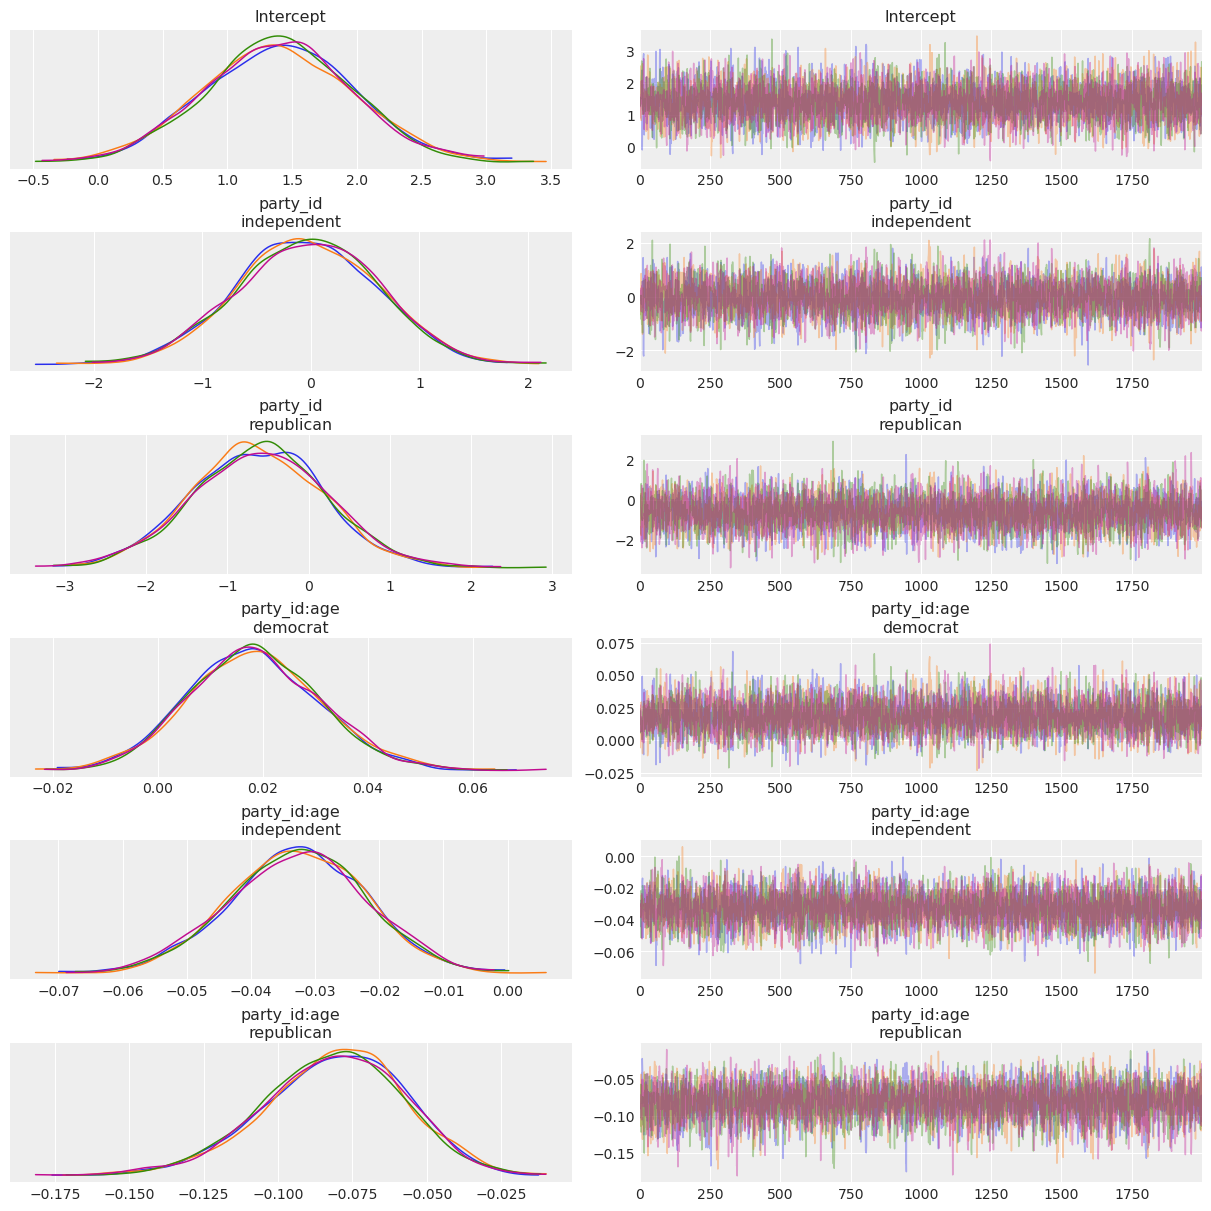 Intercept
Intercept
3
2
1
0
−0.5 0.0 0.5 1.0 1.5 2.0 2.5 3.0 3.5
0 250 500 750 1000 1250 1500 1750
party_id
independent
party_id
independent
2
0
−2
−2 −1 0 1 2
0 250 500 750 1000 1250 1500 1750
party_id
republican
party_id
republican
2
0
−2
−3 −2 −1 0 1 2 3
0 250 500 750 1000 1250 1500 1750
party_id:age
democrat
party_id:age
democrat
0.075
0.050
0.025
0.000
−0.025
−0.02 0.00 0.02 0.04 0.06
0 250 500 750 1000 1250 1500 1750
party_id:age
independent
party_id:age
independent
0.00
−0.02
−0.04
−0.06
−0.07 −0.06 −0.05 −0.04 −0.03 −0.02 −0.01 0.00
0 250 500 750 1000 1250 1500 1750
party_id:age
republican
party_id:age
republican
−0.05
−0.10
−0.15
−0.175 −0.150 −0.125 −0.100 −0.075 −0.050 −0.025
0 250 500 750 1000 1250 1500 1750